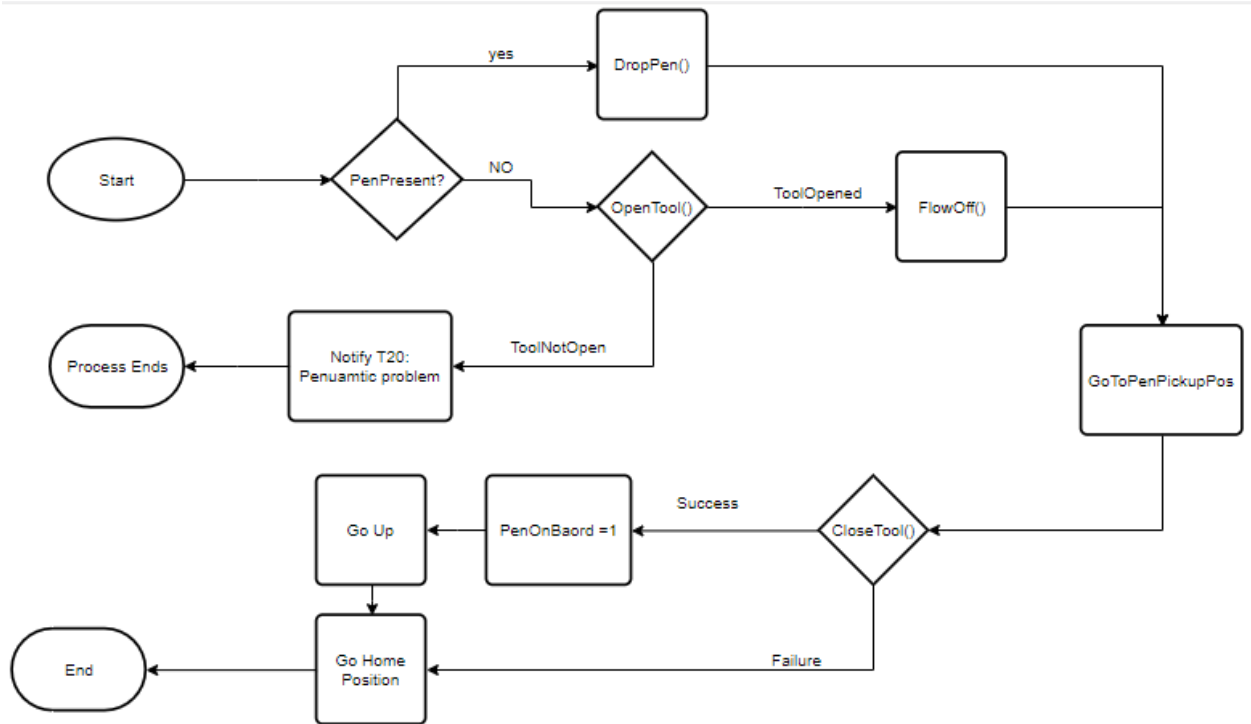 yes
DropPen()
Start
PenPresent?
NO
OpenTool()
ToolOpened
FlowOff()
Process Ends
Notify T20:
Penuamtic problem
ToolNotOpen
GoToPenPickupPos
Go Up
PenOnBaord =1
Success
CloseTool()
End
Go Home
Position
Failure